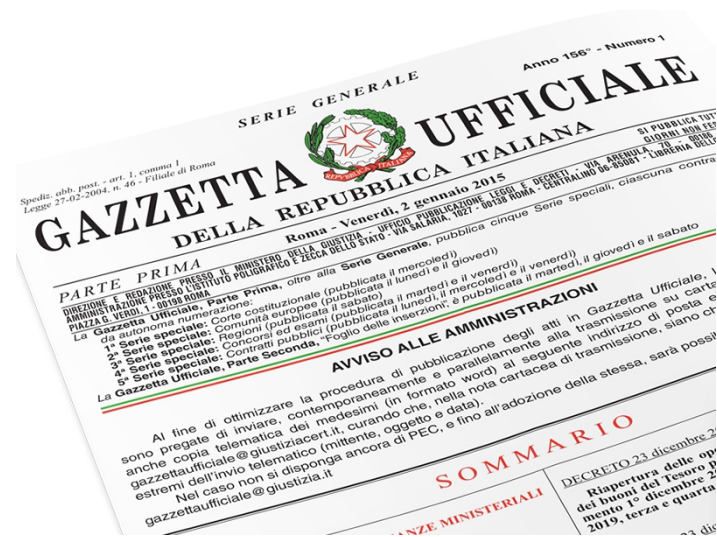 SERIE GENERALE
Anno 156° - Numero 1
Spediz. abb. post. - art. 1, comma 1
Legge 27-02-2004, n. 46 - Filiale di Roma
GAZZETTA UFFICIALE
REPVBBLICA ITALIANA
DELLA REPUBBLICA ITALIANA
PARTE PRIMA
Roma - Venerdì, 2 gennaio 2015
SI PUBBLICA
GIORNI NON
DIREZIONE E REDAZIONE PRESSO IL MINISTERO DELLA GIUSTIZIA - UFFICIO PUBBLICAZIONE LEGGI E DECRETI - VIA ARENULA, 70 - 00186
AMMINISTRAZIONE PRESSO L'ISTITUTO POLIGRAFICO E ZECCA DELLO STATO - VIA SALARIA, 1027 - 00138 ROMA - CENTRALINO 06-85081 - LIBRERIA
PIAZZA G. VERDI, 1 - 00198 ROMA
La Gazzetta Ufficiale, Parte Prima, oltre alla Serie Generale, pubblica cinque Serie speciali, ciascuna
da autonoma numerazione:
1ª Serie speciale: Corte costituzionale (pubblicata il mercoledì)
2ª Serie speciale: Comunità europee (pubblicata il lunedì e il giovedì)
3ª Serie speciale: Regioni (pubblicata il sabato)
4ª Serie speciale: Concorsi ed esami (pubblicata il martedì e il venerdì)
5ª Serie speciale: Contratti pubblici (pubblicata il lunedì, il mercoledì e il venerdì)
La Gazzetta Ufficiale, Parte Seconda, "Foglio delle inserzioni", è pubblicata il martedì, il giovedì e il sabato
AVVISO ALLE AMMINISTRAZIONI
Al fine di ottimizzare la procedura di pubblicazione degli atti in Gazzetta Ufficiale,
sono pregate di inviare, contemporaneamente e parallelamente alla trasmissione su
anche copia telematica dei medesimi (in formato word) al seguente indirizzo di posta
gazzettaufficiale@giustiziacert.it, curando che, nella nota cartacea di trasmissione, siano
estremi dell'invio telematico (mittente, oggetto e data).
Nel caso non si disponga ancora di PEC, e fino all'adozione della stessa, sarà
gazzettaufficiale@giustizia.it
SOMMARIO
MINISTERIALI
DECRETO 23 dicembre
Riapertura delle
dei buoni del Tesoro
mento 1° dicembre
2019, terza e quarta